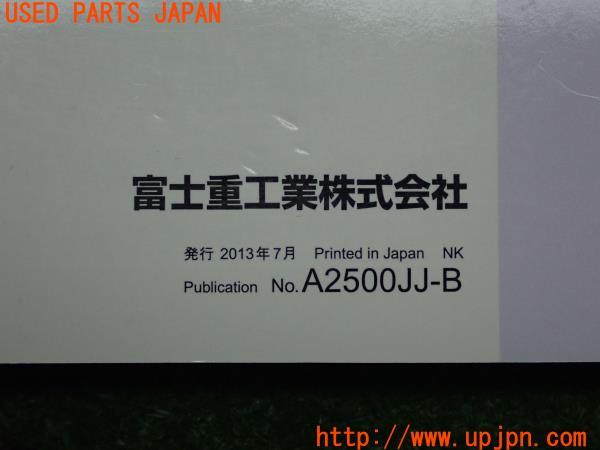 USED PARTS JAPAN
富士重工業株式会社
発行 2013年7月 Printed in Japan NK
Publication No. A2500JJ-B
http://www.upjpn.com/